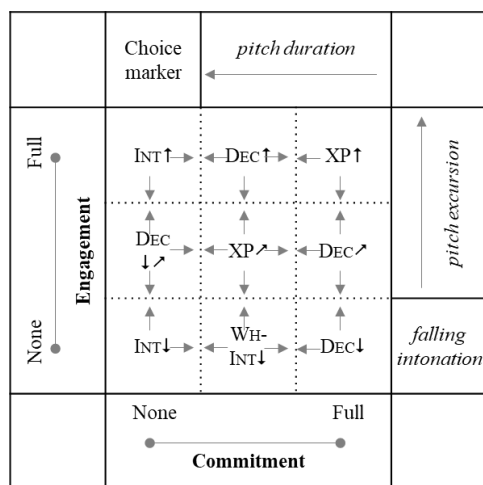 Choice
marker
pitch duration
Full
INT↑
DEC↑
XP↑
Engagement
DEC
↓↗
XP↗
DEC↗
pitch excursion
None
INT↓
WH-
INT↓
DEC↓
falling
intonation
None
Full
Commitment